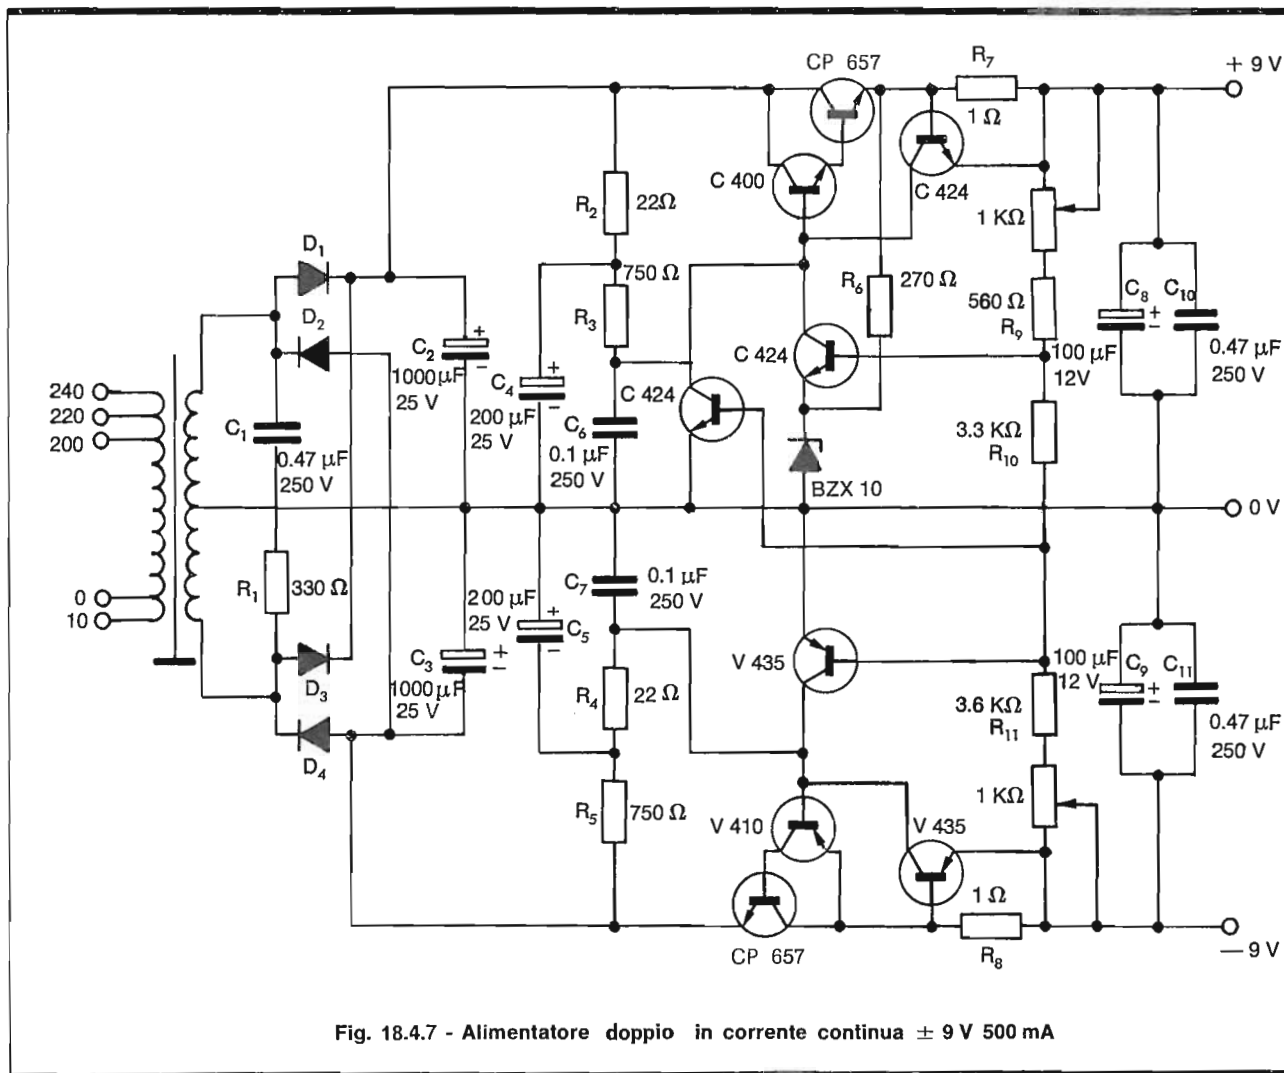 CP 657
R7
+ 9 V
1 Ω
C 400
C 424
R2
22Ω
1 KΩ
D1
750 Ω
R6
270 Ω
R3
560 Ω
R9
C8
+
−
C10
D2
C2
+
−
1000 µF
25 V
C4
+
−
200 µF
25 V
C 424
C 424
100 µF
12V
0.47 µF
250 V
240
220
200
C1
0.47 µF
250 V
C6
0.1 µF
250 V
3.3 KΩ
R10
BZX 10
0 V
0
10
R1
330 Ω
C7
0.1 µF
250 V
200 µF
25 V
+
−
C5
D3
C3
+
−
1000 µF
25 V
R4
22 Ω
V 435
100 µF
12 V
C9
+
−
C11
3.6 KΩ
R11
0.47 µF
250 V
D4
R5
750 Ω
1 KΩ
V 410
V 435
1 Ω
CP 657
R8
— 9 V
Fig. 18.4.7 - Alimentatore doppio in corrente continua ± 9 V 500 mA